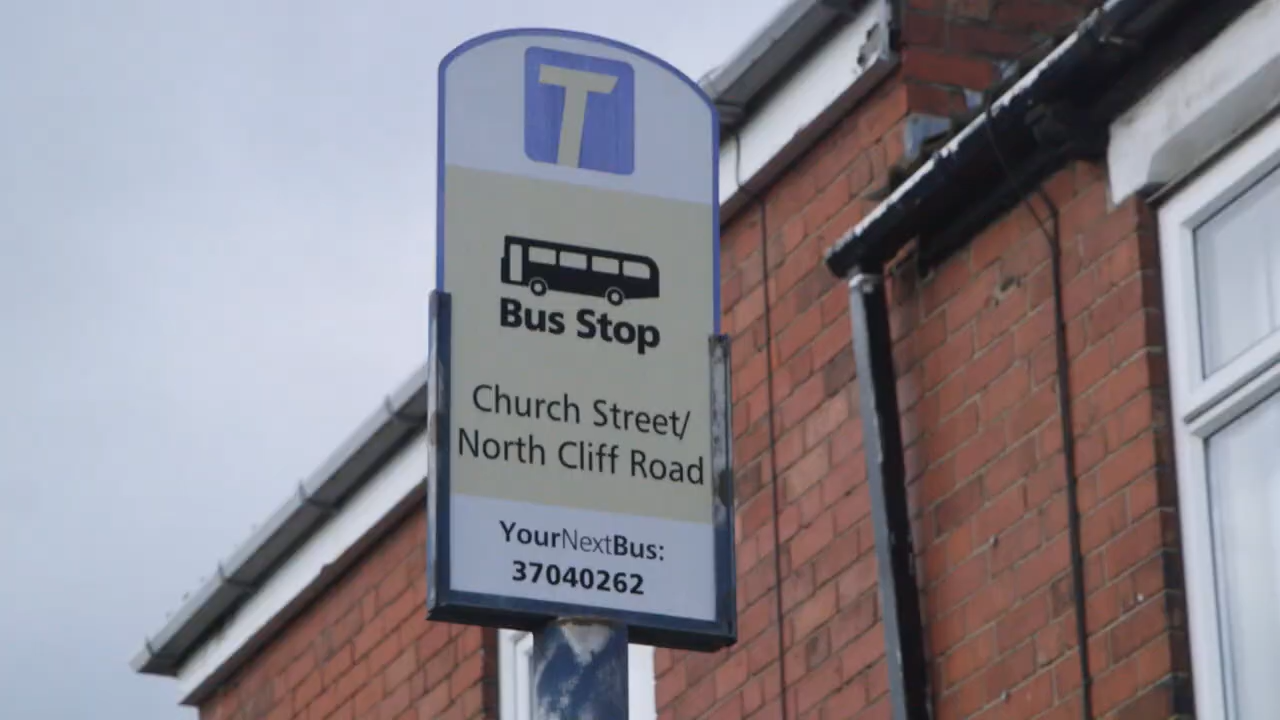 T
Bus Stop
Church Street/
North Cliff Road
YourNextBus:
37040262